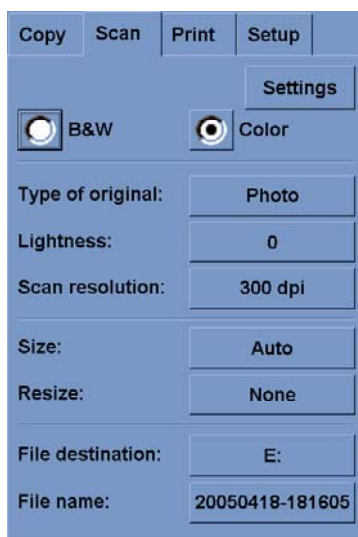 Copy Scan Print Setup
Settings
B&W Color
Type of original: Photo
Lightness: 0
Scan resolution: 300 dpi
Size: Auto
Resize: None
File destination: E:
File name: 20050418-181605